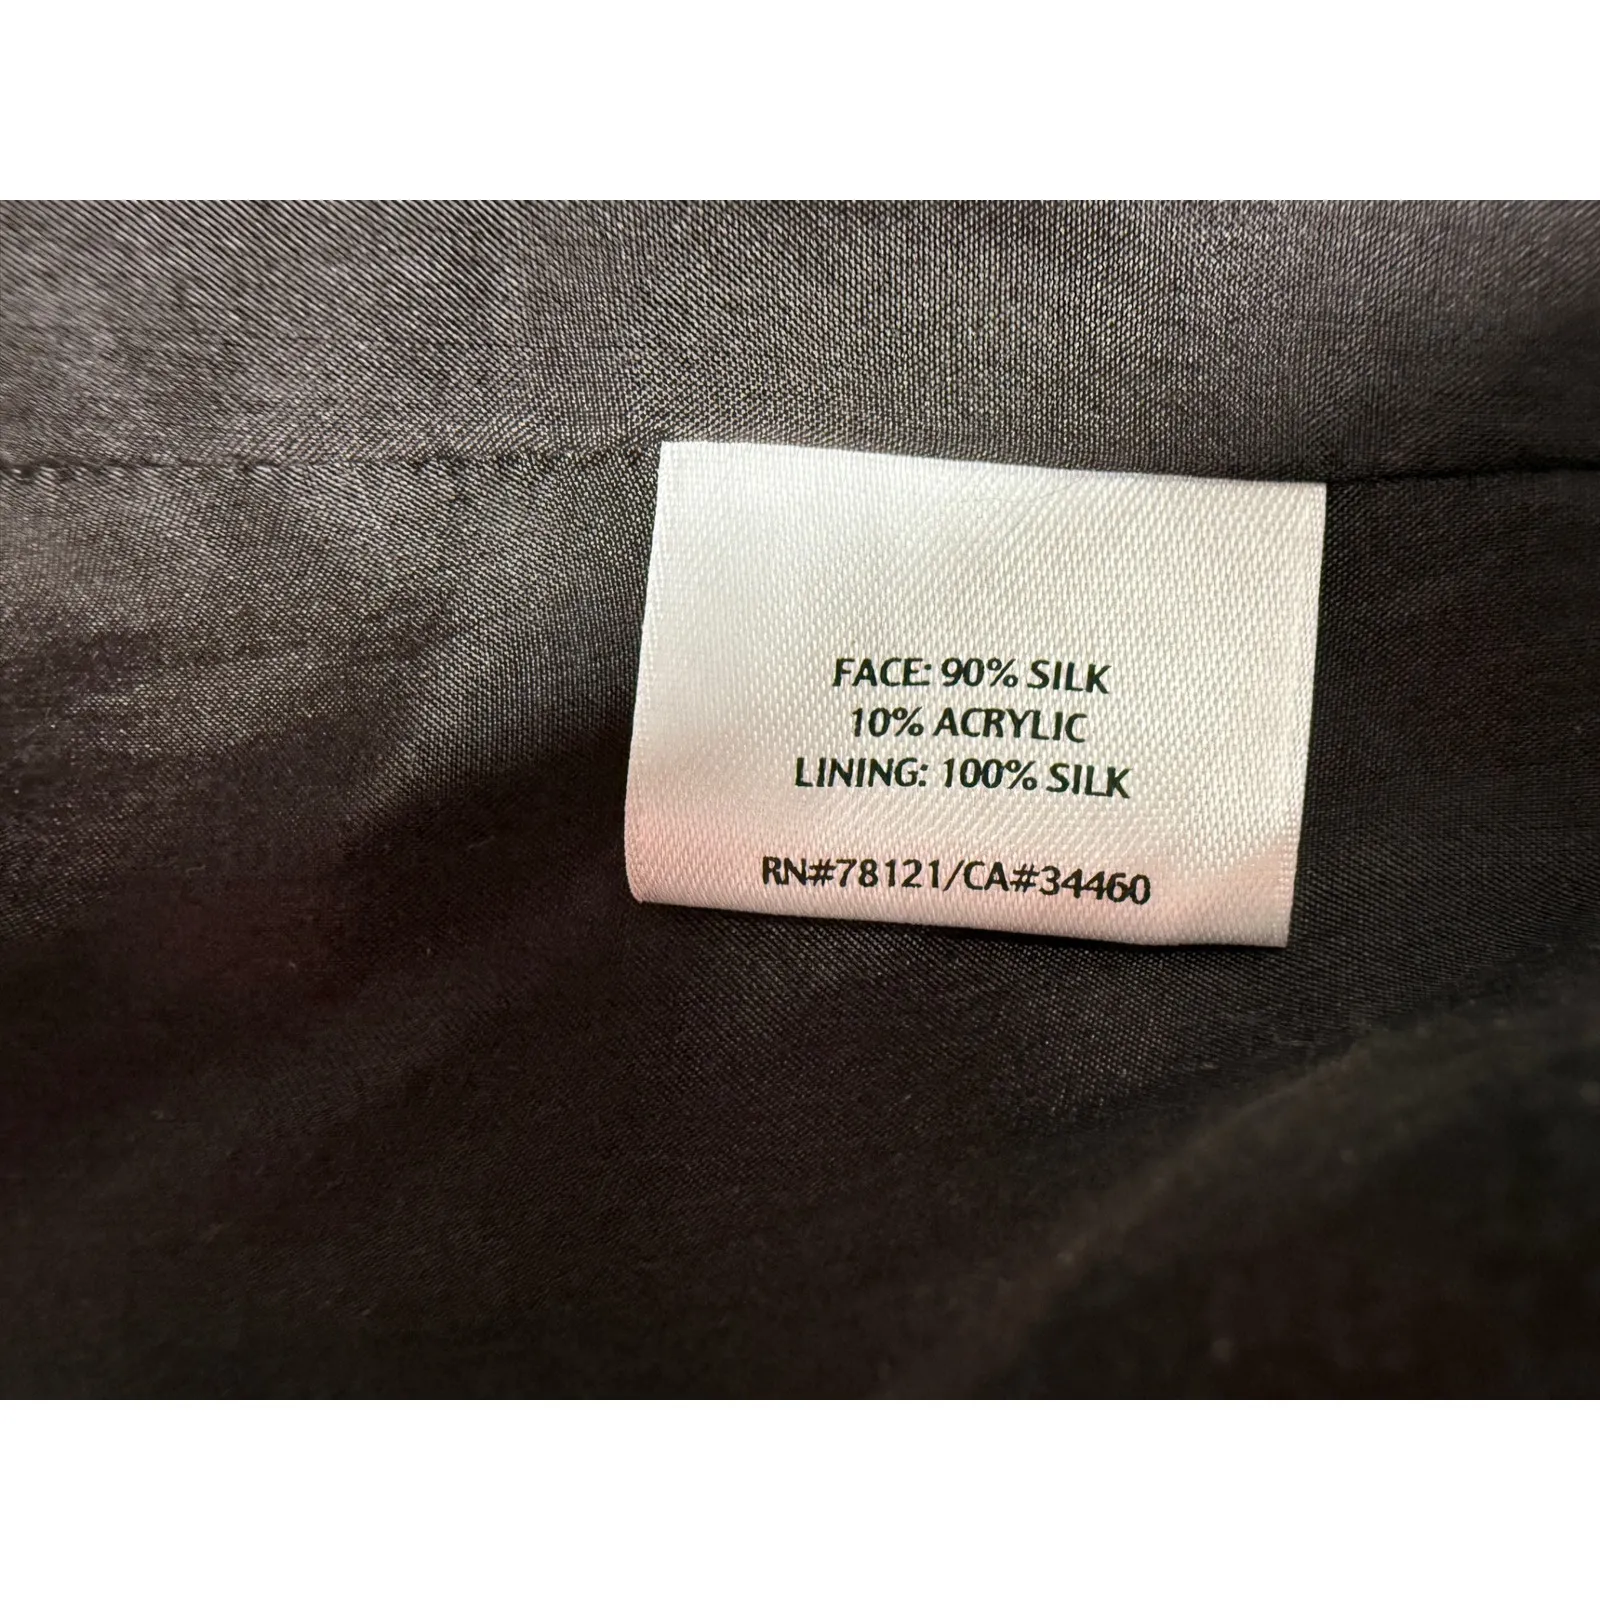 FACE: 90% SILK
10% ACRYLIC
LINING: 100% SILK
RN#78121/CA#34460